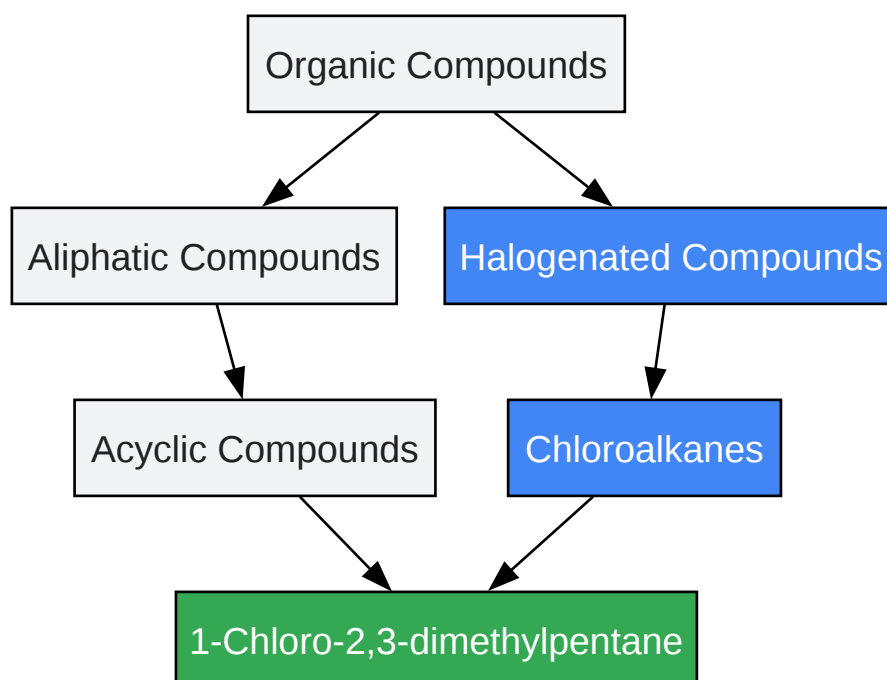 Organic Compounds
Aliphatic Compounds
Halogenated Compounds
Acyclic Compounds
Chloroalkanes
1-Chloro-2,3-dimethylpentane